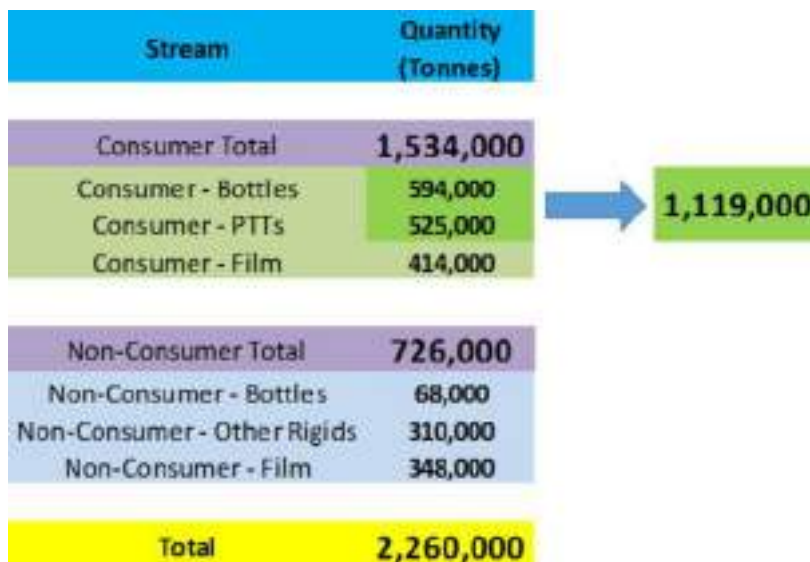 Stream Quantity
(Tonnes)
Consumer Total 1,534,000
Consumer - Bottles 594,000
Consumer - PTTs 525,000
1,119,000
Consumer - Film 414,000
Non-Consumer Total 726,000
Non-Consumer - Bottles 68,000
Non-Consumer - Other Rigids 310,000
Non-Consumer - Film 348,000
Total 2,260,000